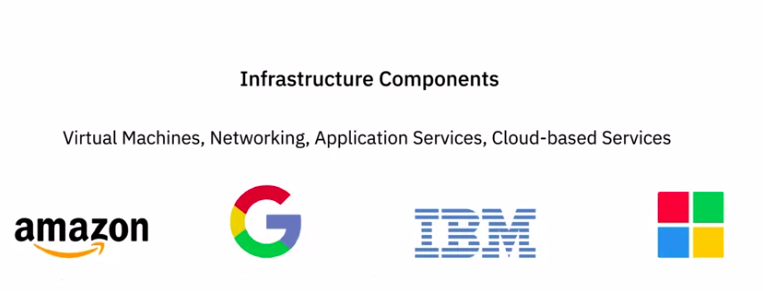 Infrastructure Components
Virtual Machines, Networking, Application Services, Cloud-based Services
amazon G IBM